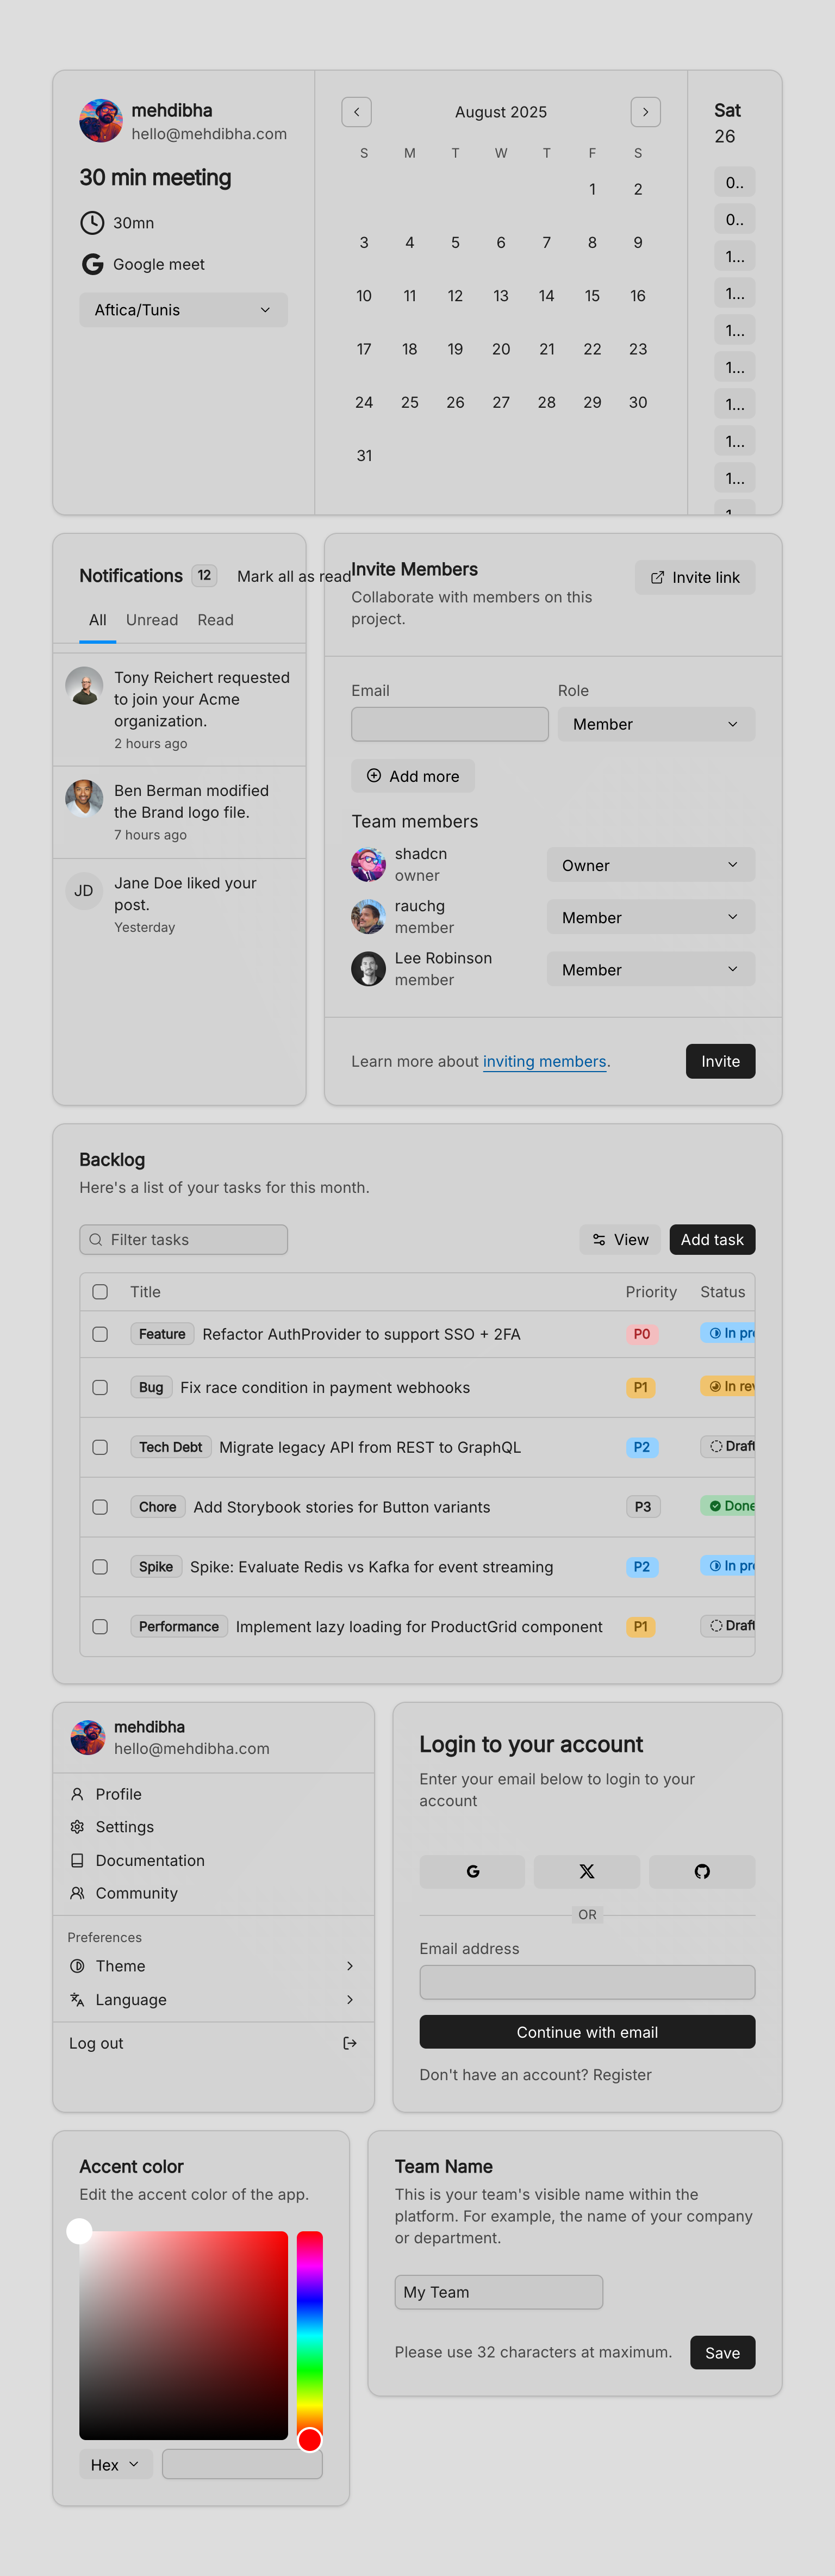 mehdibha
hello@mehdibha.com
30 min meeting
30mn
Google meet
Aftica/Tunis
August 2025
S M T W T F S
1 2
3 4 5 6 7 8 9
10 11 12 13 14 15 16
17 18 19 20 21 22 23
24 25 26 27 28 29 30
31
Sat
26
0..
0..
1...
1...
1...
1...
1...
1...
1...
Notifications 12 Mark all as read
All Unread Read
Tony Reichert requested
to join your Acme
organization.
2 hours ago
Ben Berman modified
the Brand logo file.
7 hours ago
JD
Jane Doe liked your
post.
Yesterday
Invite Members
Collaborate with members on this
project.
Invite link
Email Role
Member
Add more
Team members
shadcn
owner
Owner
rauchg
member
Member
Lee Robinson
member
Member
Learn more about inviting members.
Invite
Backlog
Here's a list of your tasks for this month.
Filter tasks
View
Add task
Title Priority Status
Feature Refactor AuthProvider to support SSO + 2FA P0 In pr
Bug Fix race condition in payment webhooks P1 In rev
Tech Debt Migrate legacy API from REST to GraphQL P2 Draft
Chore Add Storybook stories for Button variants P3 Done
Spike Spike: Evaluate Redis vs Kafka for event streaming P2 In pr
Performance Implement lazy loading for ProductGrid component P1 Draft
mehdibha
hello@mehdibha.com
Profile
Settings
Documentation
Community
Preferences
Theme
Language
Log out
Login to your account
Enter your email below to login to your
account
OR
Email address
Continue with email
Don't have an account? Register
Accent color
Edit the accent color of the app.
Hex
Team Name
This is your team's visible name within the
platform. For example, the name of your company
or department.
My Team
Please use 32 characters at maximum.
Save